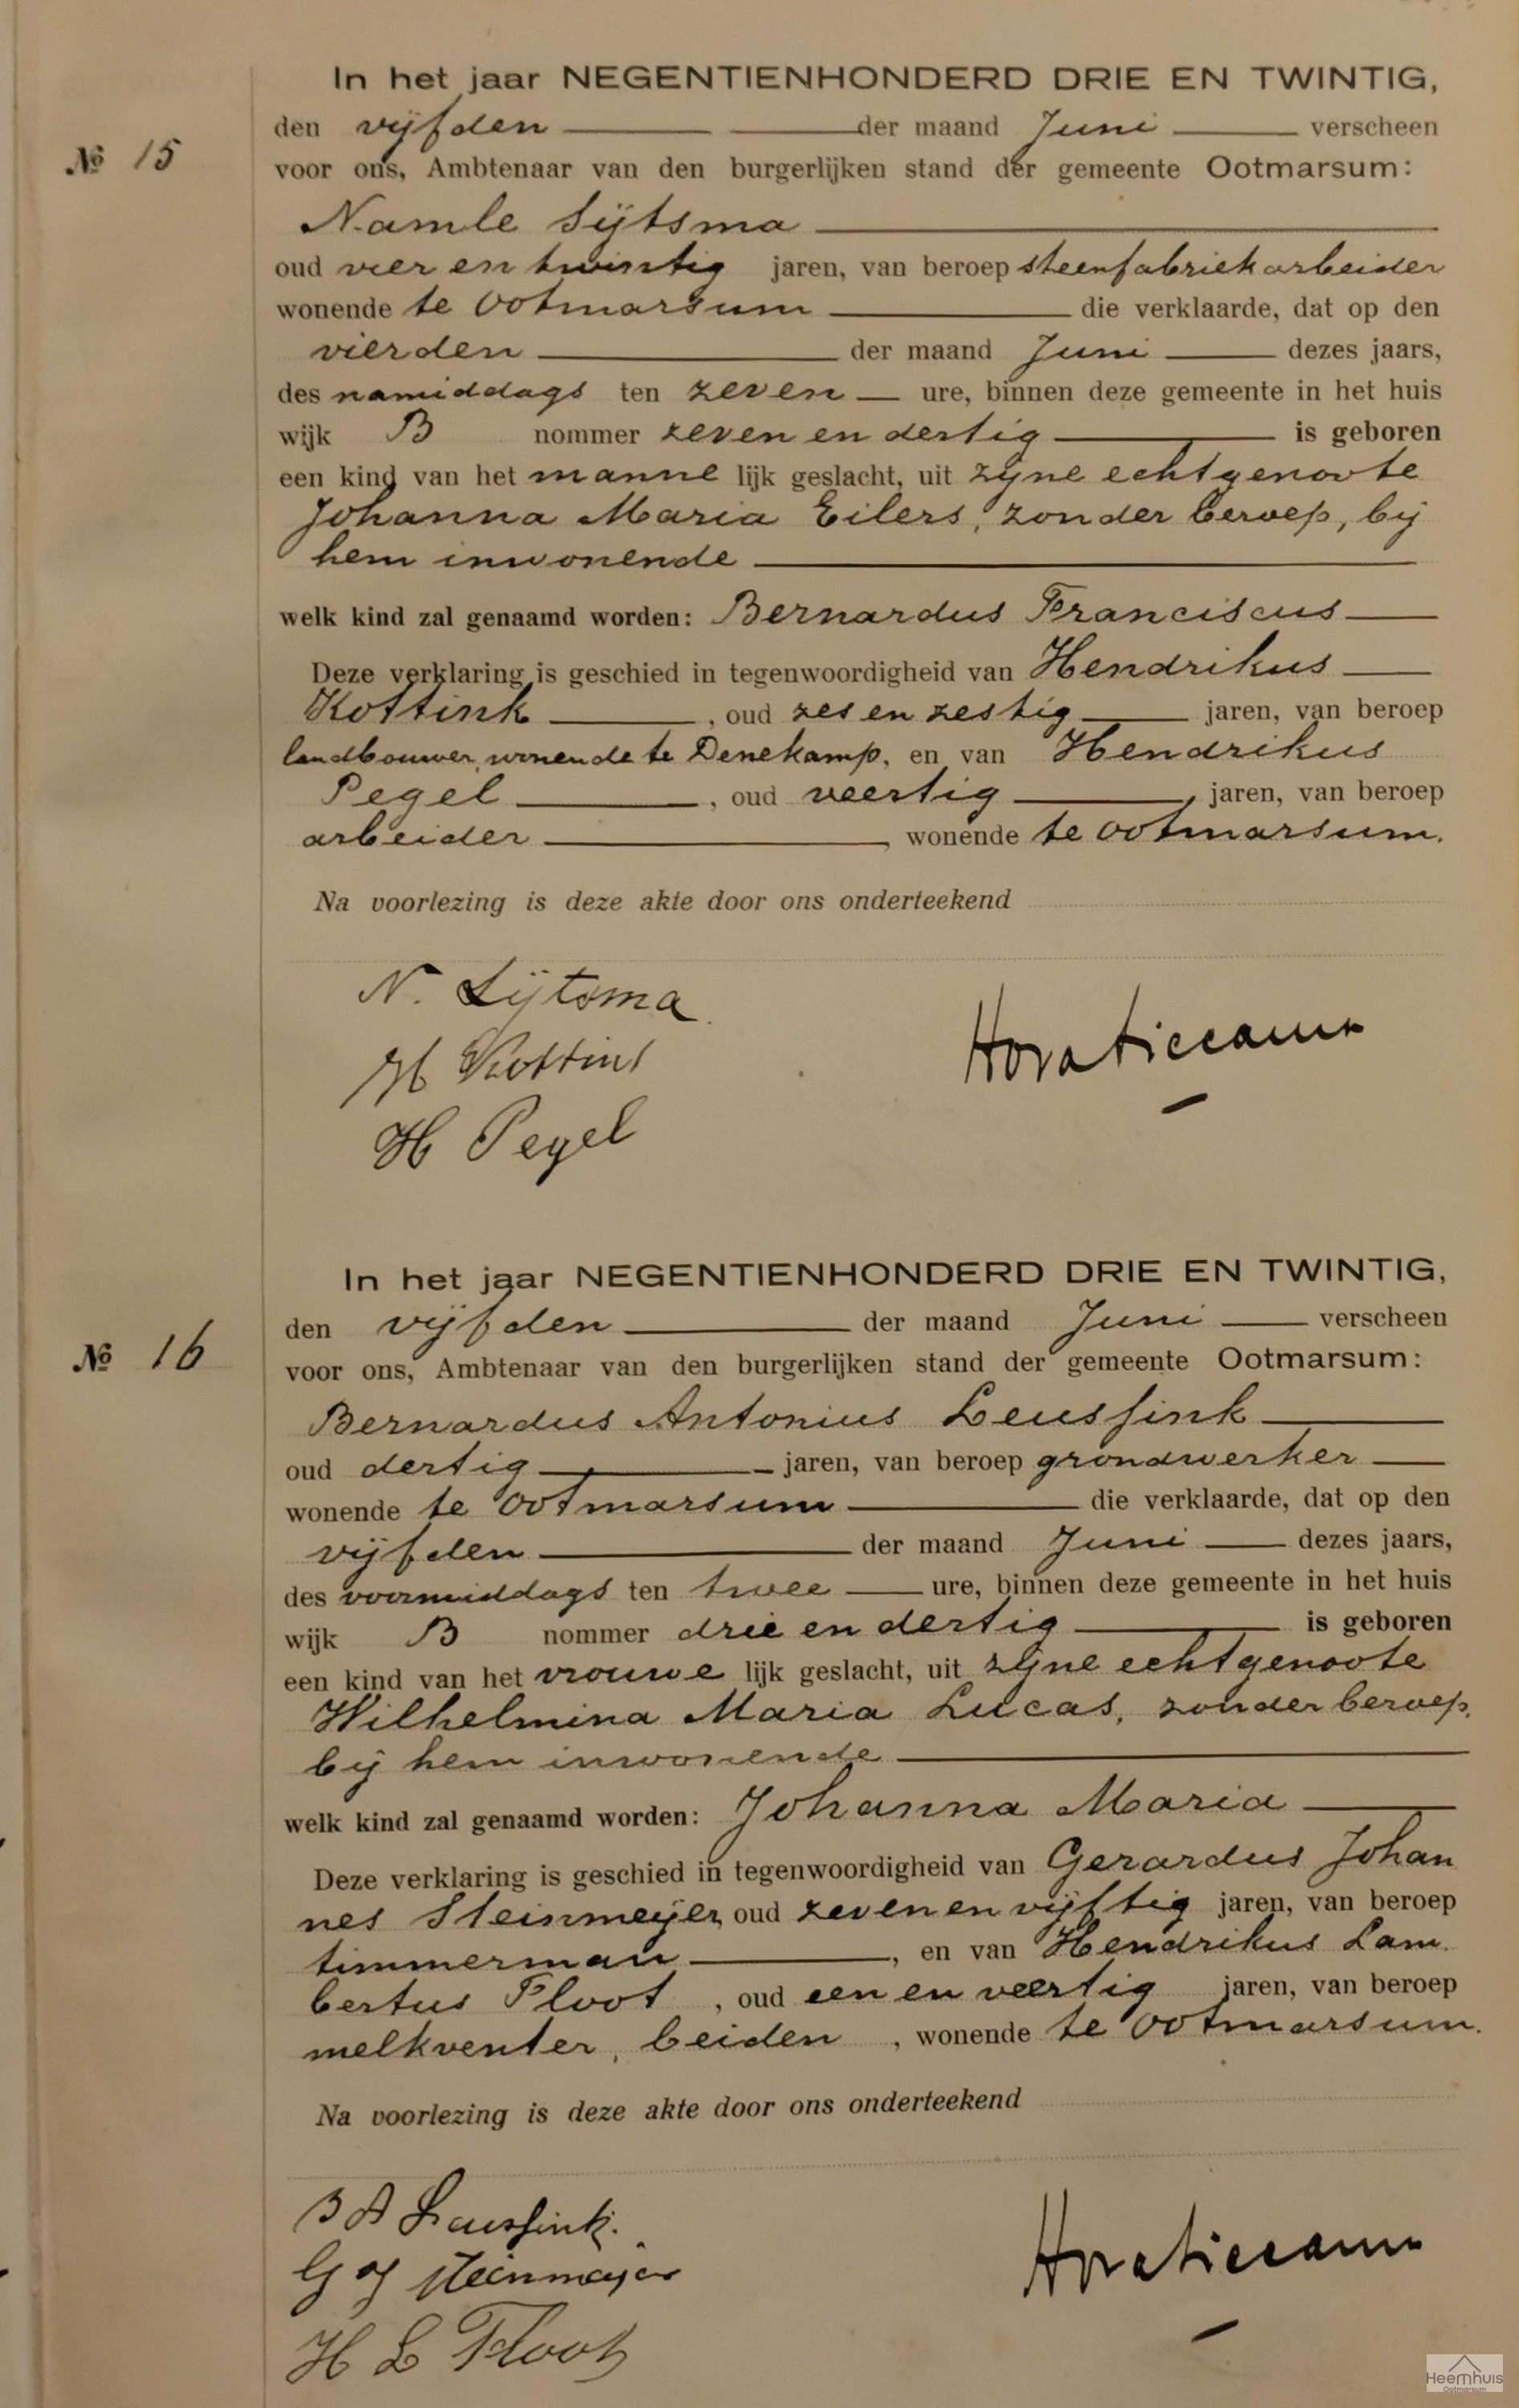 In het jaar NEGENTIENHONDERD DRIE EN TWINTIG,
den vijfden der maand Juni verscheen
№ 15
voor ons, Ambtenaar van den burgerlijken stand der gemeente Ootmarsum:
Namle Sijtsma
oud vier en twintig jaren, van beroep steenfabriekarbeider
wonende te Ootmarsum die verklaarde, dat op den
vierden der maand Juni dezes jaars,
des namiddags ten zeven ure, binnen deze gemeente in het huis
wijk B nommer zeven en dertig is geboren
een kind van het manne lijk geslacht, uit zijne echtgenoote
Johanna Maria Eilers, zonder beroep, bij
hem inwonende
welk kind zal genaamd worden: Bernardus Franciscus
Deze verklaring is geschied in tegenwoordigheid van Hendrikus
Kottink, oud zes en zestig jaren, van beroep
landbouwer, wonende te Denekamp, en van Hendrikus
Pegel, oud veertig, jaren, van beroep
arbeider, wonende te Ootmarsum.
Na voorlezing is deze akte door ons onderteekend
N. Sijtsma
H Kottink
H Pegel
In het jaar NEGENTIENHONDERD DRIE EN TWINTIG,
den vijfden der maand Juni verscheen
№ 16
voor ons, Ambtenaar van den burgerlijken stand der gemeente Ootmarsum:
Bernardus Antonius Leussink
oud dertig jaren, van beroep grondwerker
wonende te Ootmarsum die verklaarde, dat op den
vijfden der maand Juni dezes jaars,
des voormiddags ten twee ure, binnen deze gemeente in het huis
wijk B nommer drie en dertig is geboren
een kind van het vrouwe lijk geslacht, uit zijne echtgenoote
Wilhelmina Maria Lucas, zonder beroep,
bij hem inwonende
welk kind zal genaamd worden: Johanna Maria
Deze verklaring is geschied in tegenwoordigheid van Gerardus Johan
nes Steinmeijer, oud zeven en vijftig jaren, van beroep
timmerman, en van Hendrikus Lam
bertus Floot, oud een en veertig jaren, van beroep
melkventer, beiden, wonende te Ootmarsum.
Na voorlezing is deze akte door ons onderteekend
B A Leussink.
G J Steinmeijer
H L Floot
Heemhuis
Ootmarsum